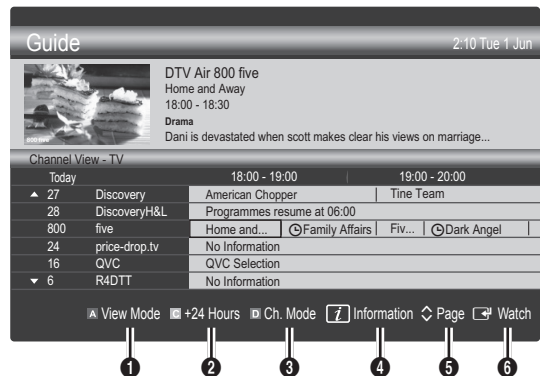 Guide 2:10 Tue 1 Jun
DTV Air 800 five
Home and Away
18:00 - 18:30
Drama
Dani is devastated when scott makes clear his views on marriage...
800 five
Channel View - TV
Today 18:00 - 19:00 19:00 - 20:00
▲ 27 Discovery American Chopper Tine Team
28 DiscoveryH&L Programmes resume at 06:00
800 five Home and... Family Affairs Fiv... Dark Angel
24 price-drop.tv No Information
16 QVC QVC Selection
▼ 6 R4DTT No Information
A View Mode C +24 Hours D Ch. Mode i Information Page Watch
1 2 3 4 5 6